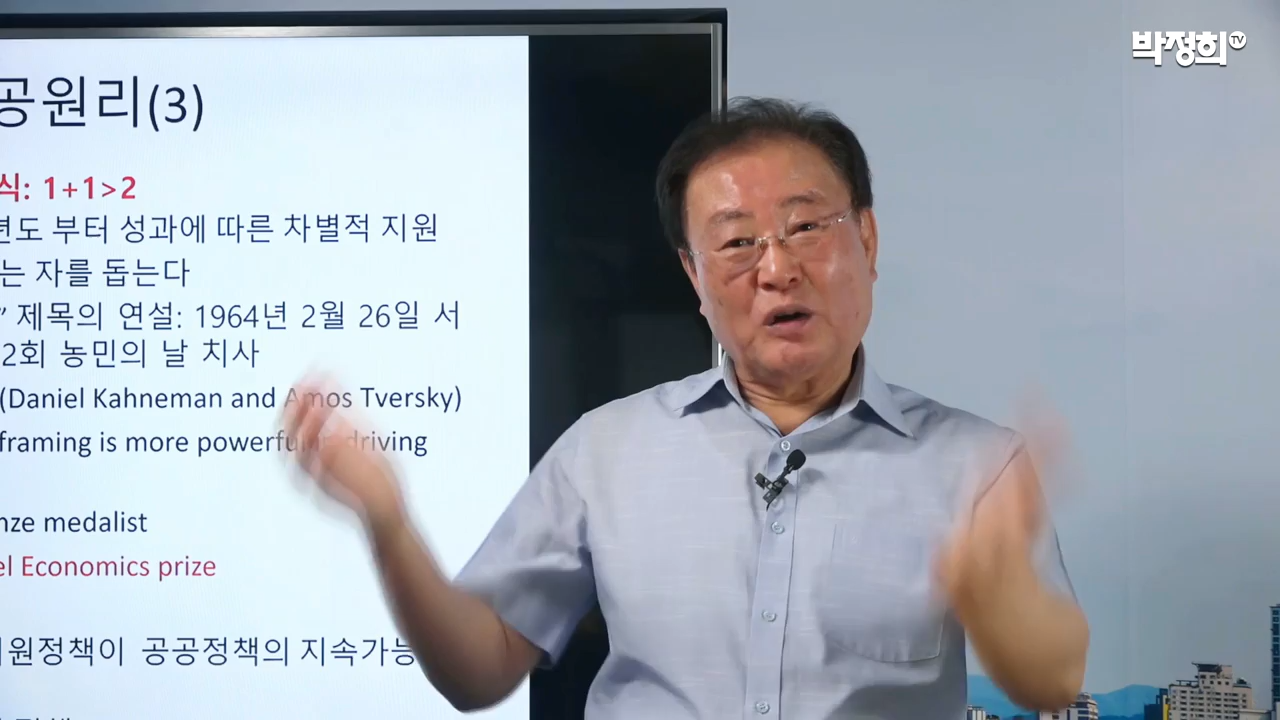 공원리(3)
박정희TV
식: 1+1>2
년도 부터 성과에 따른 차별적 지원
는 자를 돕는다
” 제목의 연설: 1964년 2월 26일 서
2회 농민의 날 치사
(Daniel Kahneman and Amos Tversky)
framing is more powerful driving
nze medalist
el Economics prize
지원정책이 공공정책의 지속가능